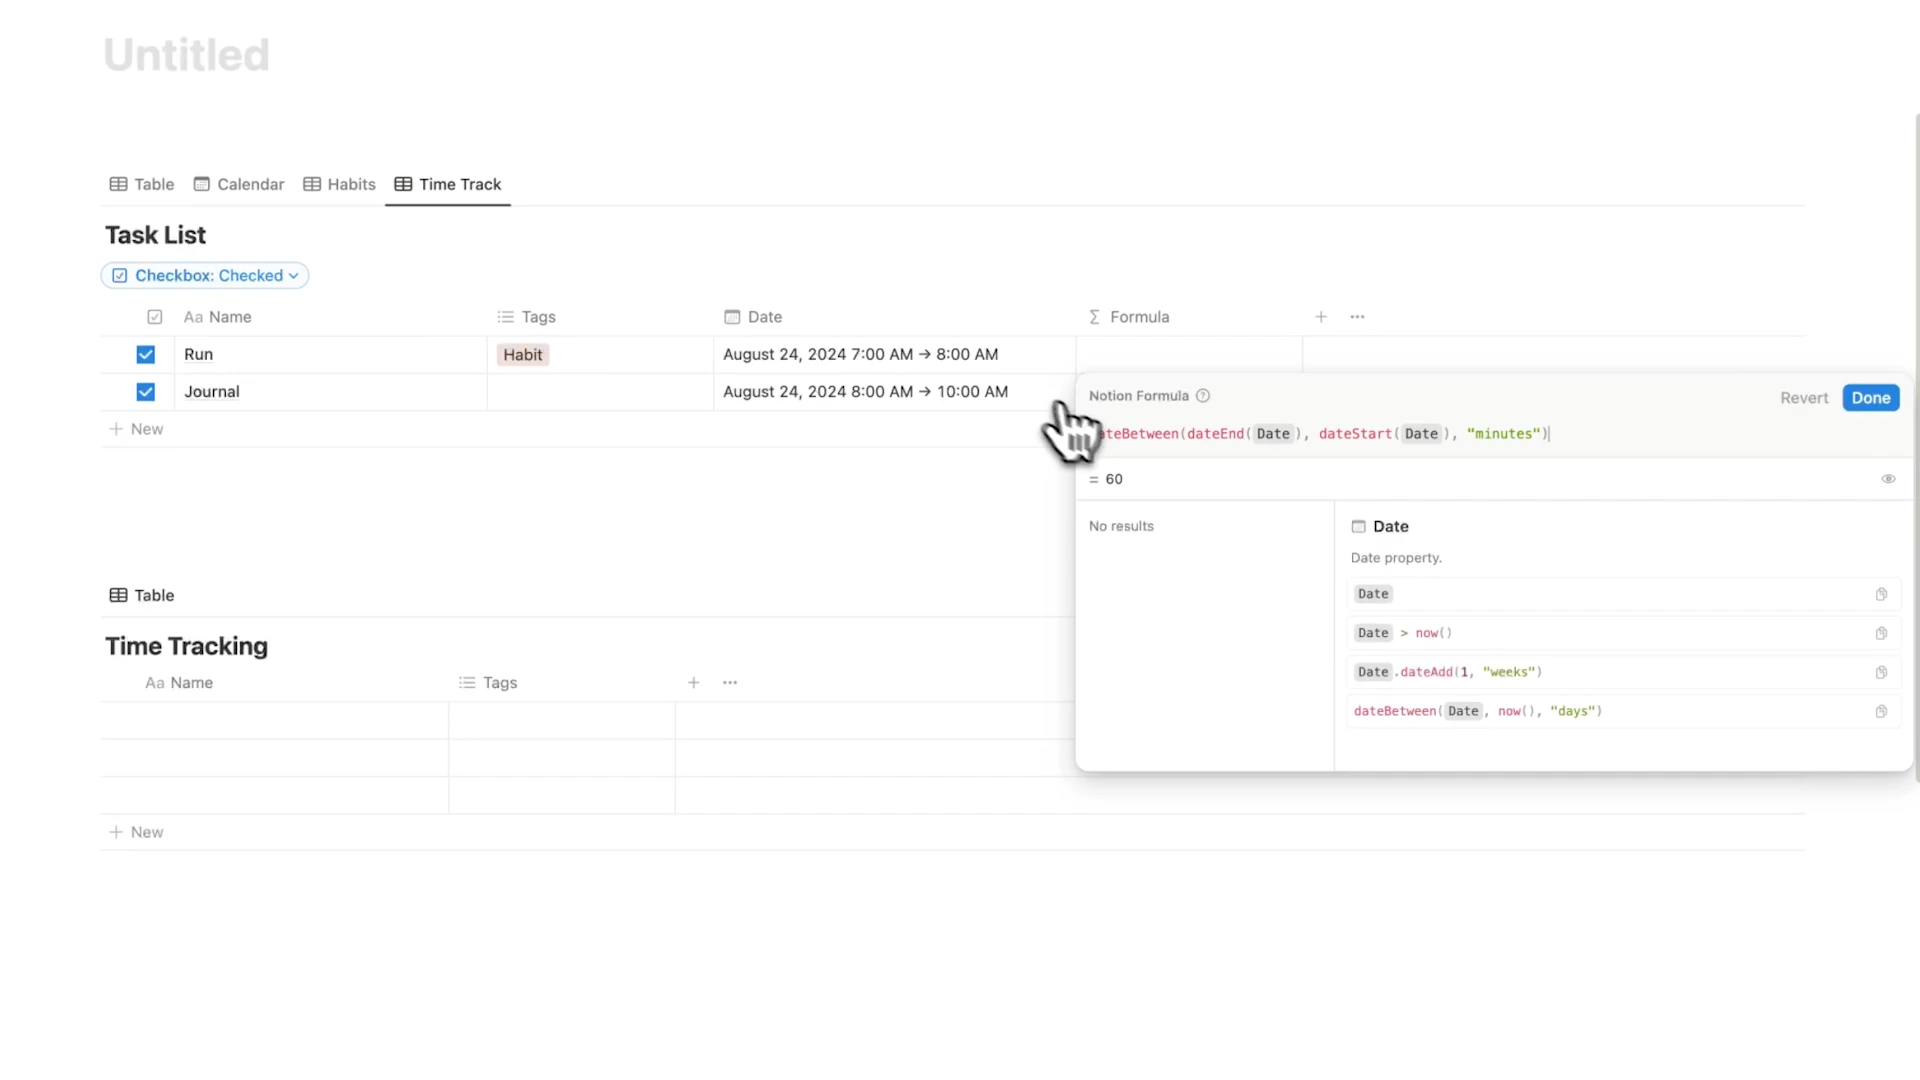 Untitled
Table Calendar Habits Time Track
Task List
Checkbox: Checked
Aa Name Tags Date Σ Formula + ...
Run Habit August 24, 2024 7:00 AM → 8:00 AM
Journal August 24, 2024 8:00 AM → 10:00 AM
+ New
Notion Formula ? Revert Done
ateBetween(dateEnd( Date ), dateStart( Date ), "minutes")
= 60
No results
Date
Date property.
Date
Date > now()
Date .dateAdd(1, "weeks")
dateBetween( Date , now(), "days")
Table
Time Tracking
Aa Name Tags + ...
+ New